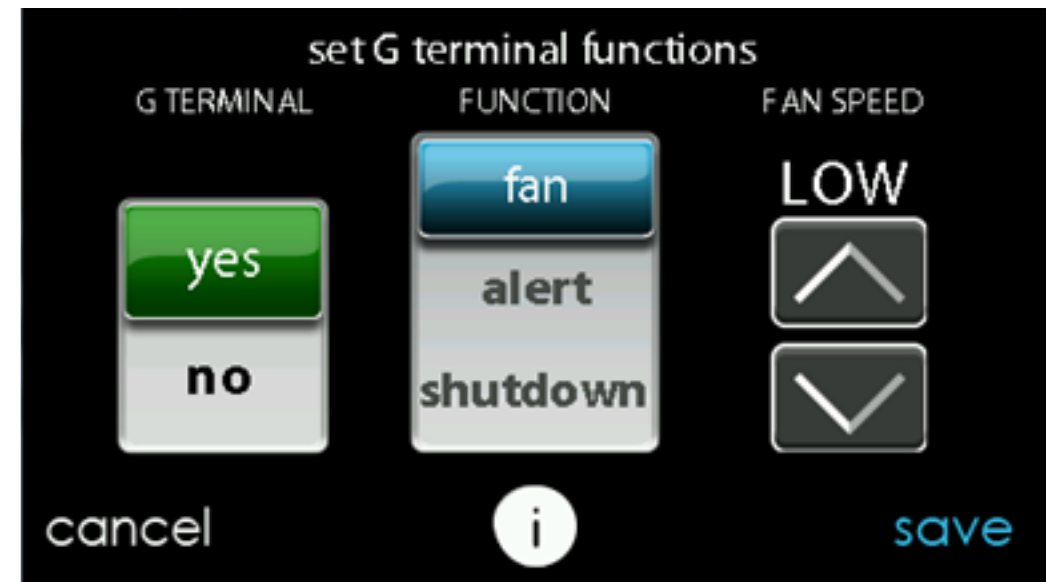 set G terminal functions
G TERMINAL FUNCTION FAN SPEED
LOW
fan
yes
alert
no
shutdown
cancel i save